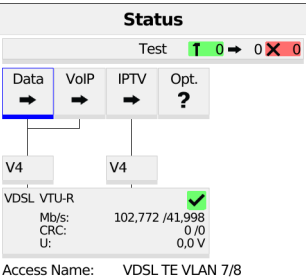 Status
Test 0 0 0
Data VoIP IPTV Opt.
?
V4 V4
VDSL VTU-R
Mb/s: 102,772 /41,998
CRC: 0 /0
U: 0,0 V
Access Name: VDSL TE VLAN 7/8